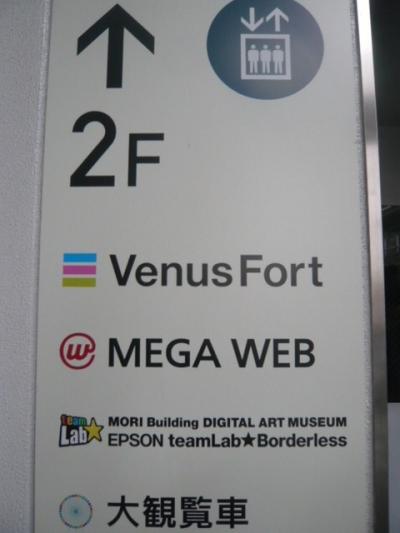 2F
VenusFort
MEGA WEB
team Lab★
MORI Building DIGITAL ART MUSEUM
EPSON teamLab★Borderless
大観覧車